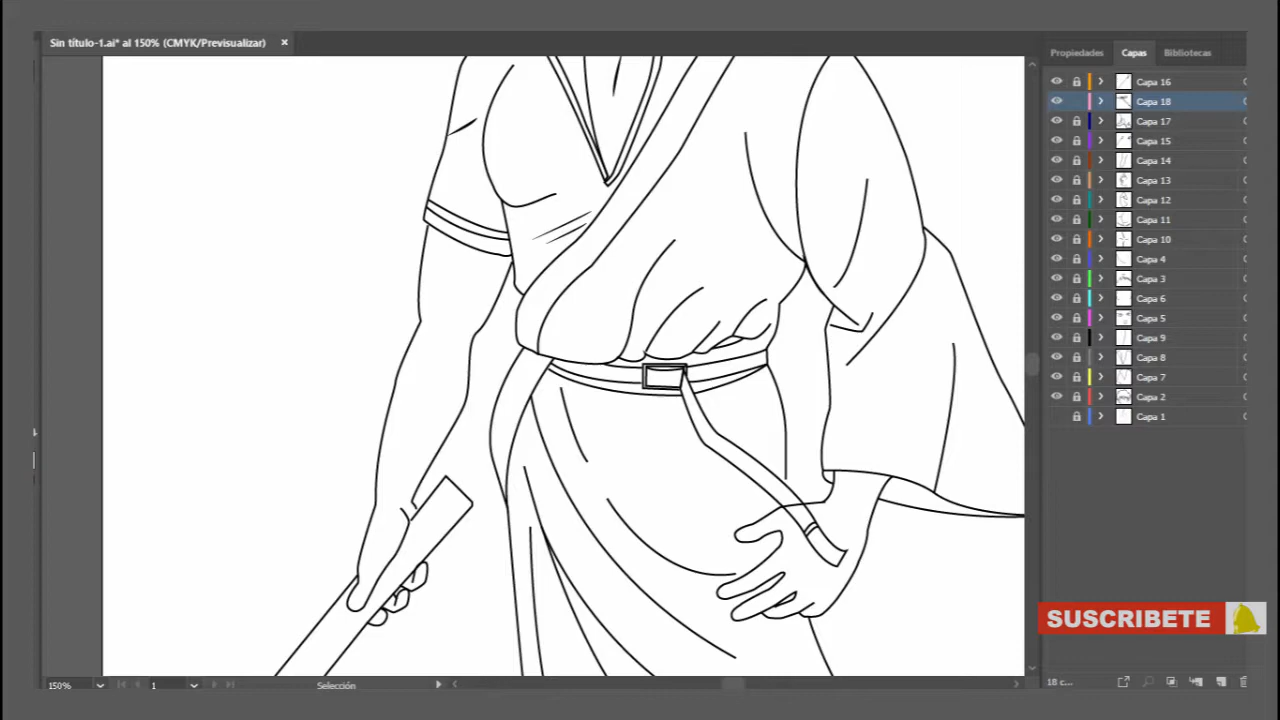 Sin título-1.ai* al 150% (CMYK/Previsualizar) ×
Propiedades Capas Bibliotecas
Capa 16
Capa 18
Capa 17
Capa 15
Capa 14
Capa 13
Capa 12
Capa 11
Capa 10
Capa 4
Capa 3
Capa 6
Capa 5
Capa 9
Capa 8
Capa 7
Capa 2
Capa 1
SUSCRIBETE
150% 1 Selección
18 c...